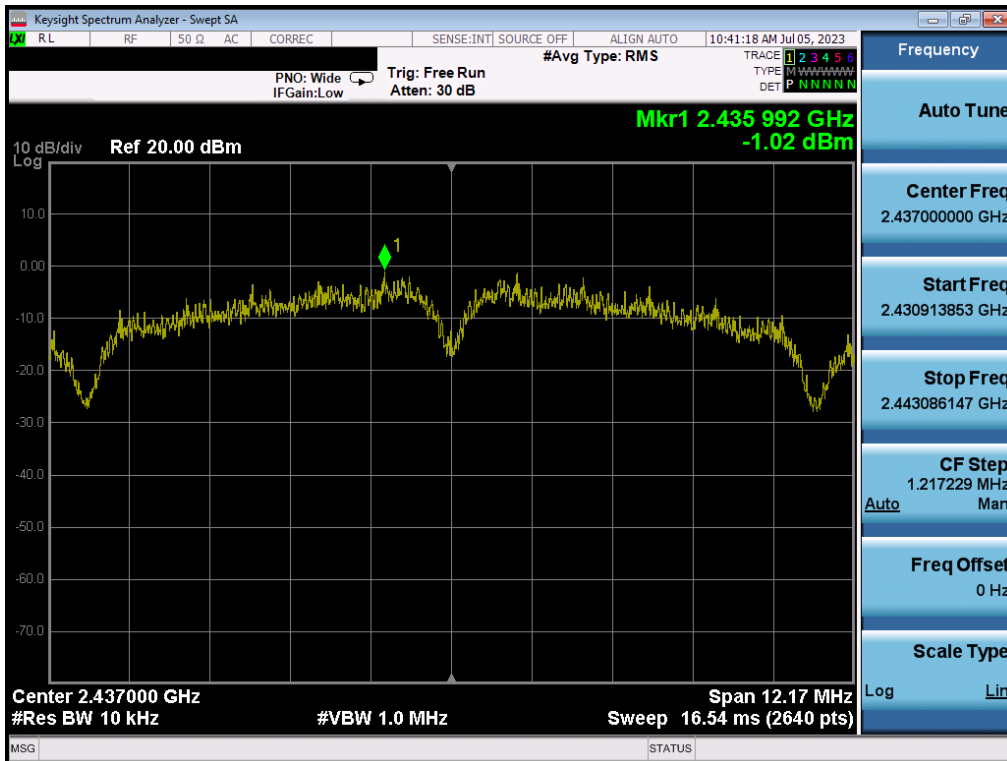 Keysight Spectrum Analyzer - Swept SA
LXI RL RF 50 Ω AC CORREC SENSE:INT SOURCE OFF ALIGN AUTO 10:41:18 AM Jul 05, 2023
#Avg Type: RMS
TRACE 1 2 3 4 5 6
PNO: Wide Trig: Free Run
TYPE M W W W W W
IFGain:Low Atten: 30 dB
DET P N N N N N
Mkr1 2.435 992 GHz
-1.02 dBm
10 dB/div Ref 20.00 dBm
Log
10.0
1
0.00
-10.0
-20.0
-30.0
-40.0
-50.0
-60.0
-70.0
Center 2.437000 GHz Span 12.17 MHz
#Res BW 10 kHz #VBW 1.0 MHz Sweep 16.54 ms (2640 pts)
MSG STATUS
Frequency
Auto Tune
Center Freq
2.437000000 GHz
Start Freq
2.430913853 GHz
Stop Freq
2.443086147 GHz
CF Step
1.217229 MHz
Auto Man
Freq Offset
0 Hz
Scale Type
Log Lin